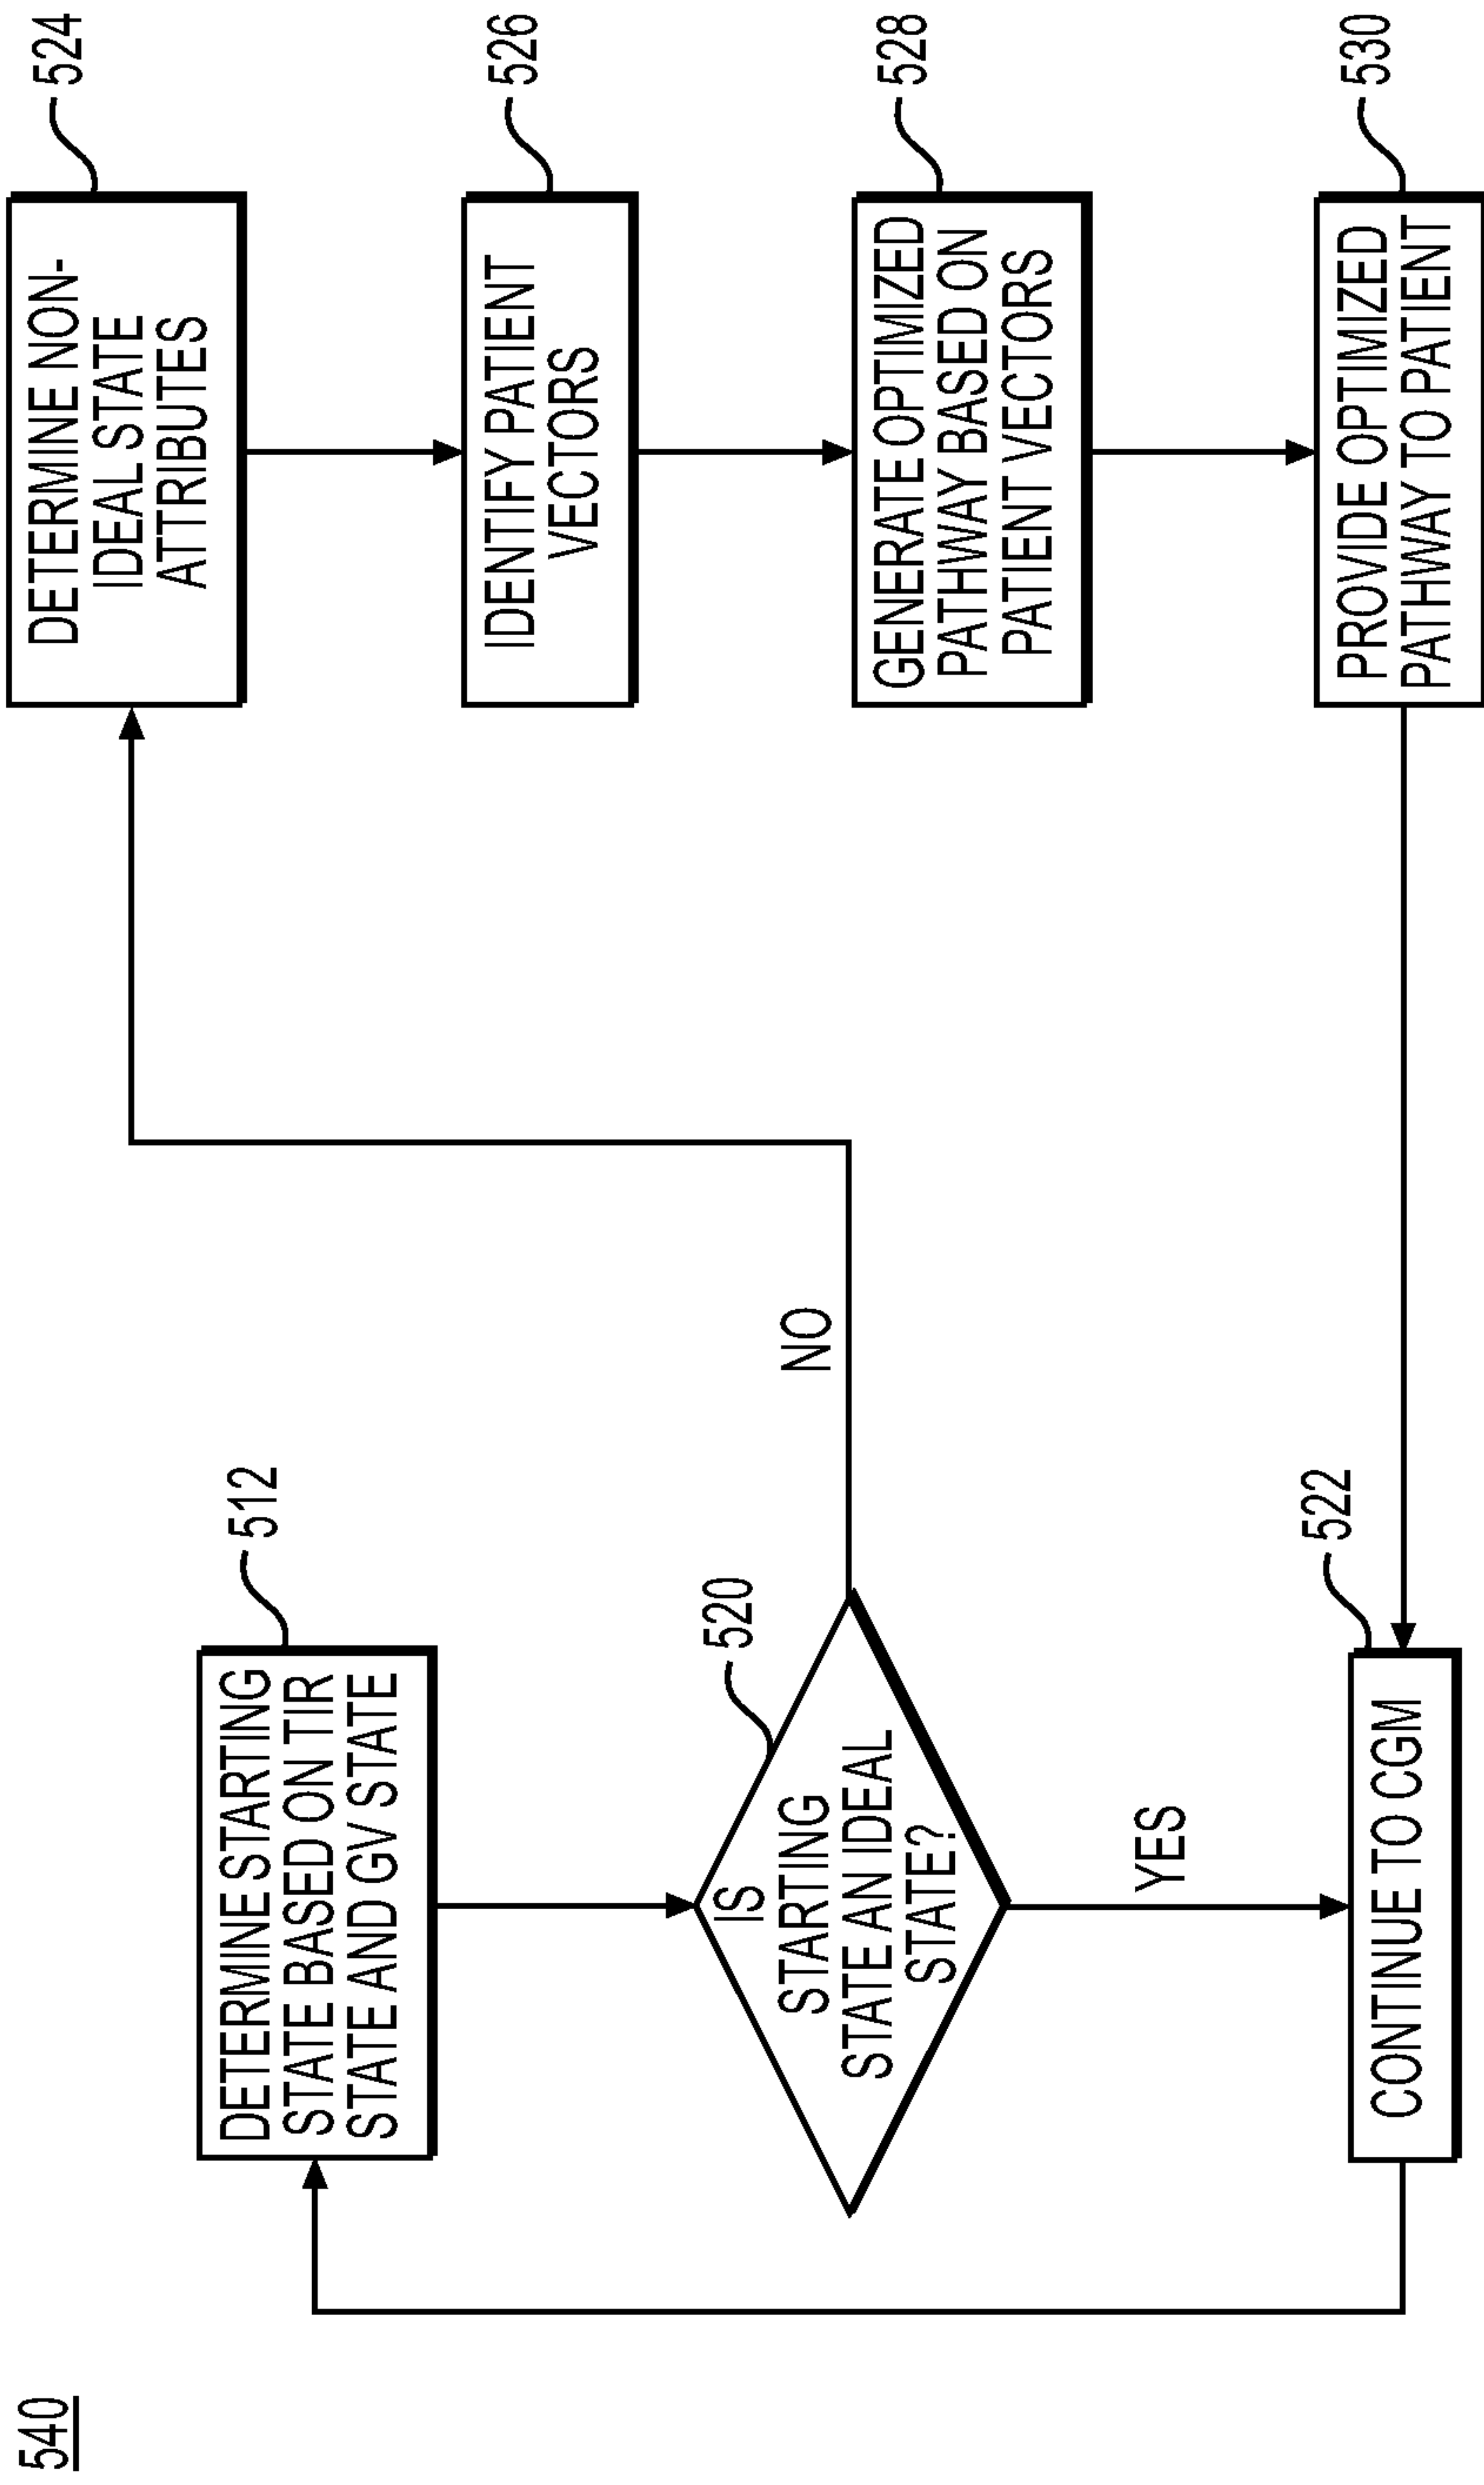 540
512
DETERMINE STARTING
STATE BASED ON TIR
STATE AND GV STATE
520
IS
STARTING
STATE AN IDEAL
STATE?
NO
YES
522
CONTINUE TO CGM
524
DETERMINE NON-
IDEAL STATE
ATTRIBUTES
526
IDENTIFY PATIENT
VECTORS
528
GENERATE OPTIMIZED
PATHWAY BASED ON
PATIENT VECTORS
530
PROVIDE OPTIMIZED
PATHWAY TO PATIENT